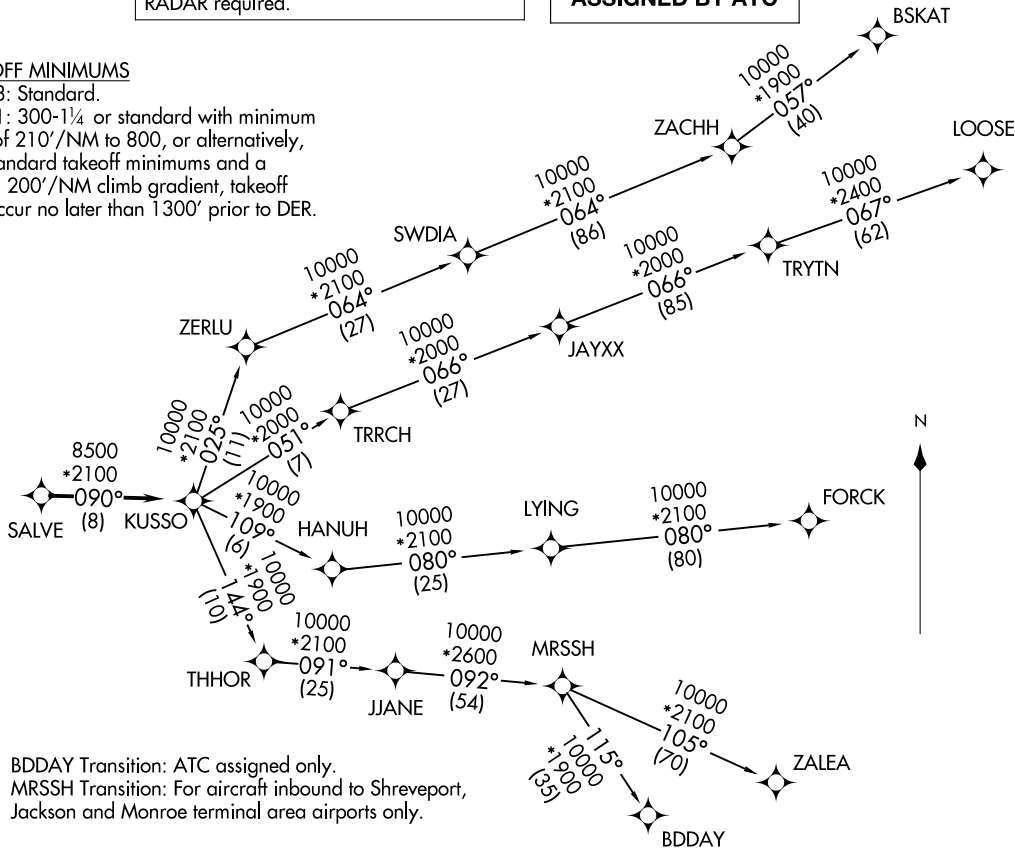 RADAR required.
ASSIGNED BY ATC
OFF MINIMUMS
3: Standard.
1: 300-1¼ or standard with minimum
of 210'/NM to 800, or alternatively,
andard takeoff minimums and a
200'/NM climb gradient, takeoff
ccur no later than 1300' prior to DER.
BSKAT
10000
*1900
057°
(40)
ZACHH
LOOSE
10000
*2400
067°
(62)
10000
*2100
064°
(86)
SWDIA
10000
*2000
066°
(85)
TRYTN
10000
*2100
064°
(27)
ZERLU
10000
*2000
066°
(27)
JAYXX
10000
*2100
025°
(11)
10000
*2000
051°
(7)
TRRCH
N
8500
*2100
090°
(8)
SALVE
KUSSO
10000
*1900
109°
(6)
HANUH
10000
*2100
080°
(25)
LYING
10000
*2100
080°
(80)
FORCK
10000
*1900
144°
(10)
THHOR
10000
*2100
091°
(25)
JJANE
10000
*2600
092°
(54)
MRSSH
10000
*2100
105°
(70)
ZALEA
115°
10000
*1900
(35)
BDDAY
BDDAY Transition: ATC assigned only.
MRSSH Transition: For aircraft inbound to Shreveport,
Jackson and Monroe terminal area airports only.